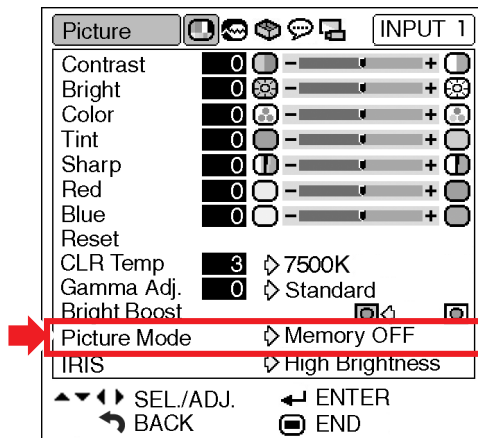 Picture INPUT 1
Contrast 0 - +
Bright 0 - +
Color 0 - +
Tint 0 - +
Sharp 0 - +
Red 0 - +
Blue 0 - +
Reset
CLR Temp 3 7500K
Gamma Adj. 0 Standard
Bright Boost
Picture Mode Memory OFF
IRIS High Brightness
SEL./ADJ. ENTER
BACK END